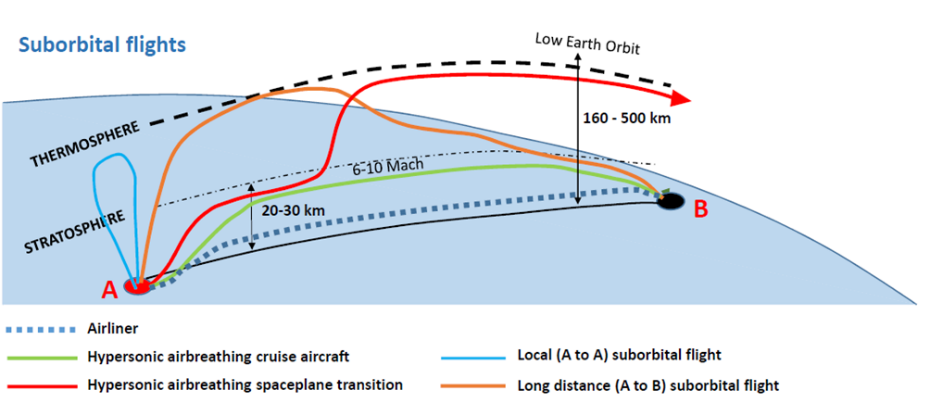 Suborbital flights
Low Earth Orbit
THERMOSPHERE
160 - 500 km
6-10 Mach
STRATOSPHERE
20-30 km
B
A
Airliner
Hypersonic airbreathing cruise aircraft
Local (A to A) suborbital flight
Hypersonic airbreathing spaceplane transition
Long distance (A to B) suborbital flight